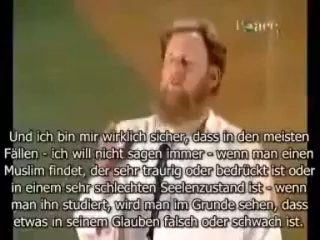 Und ich bin mir wirklich sicher, dass in den meisten
Fällen - ich will nicht sagen immer - wenn man einen
Muslim findet, der sehr traurig oder bedrückt ist oder
in einem sehr schlechten Seelenzustand ist - wenn
man ihn studiert, wird man im Grunde sehen, dass
etwas in seinem Glauben falsch oder schwach ist.